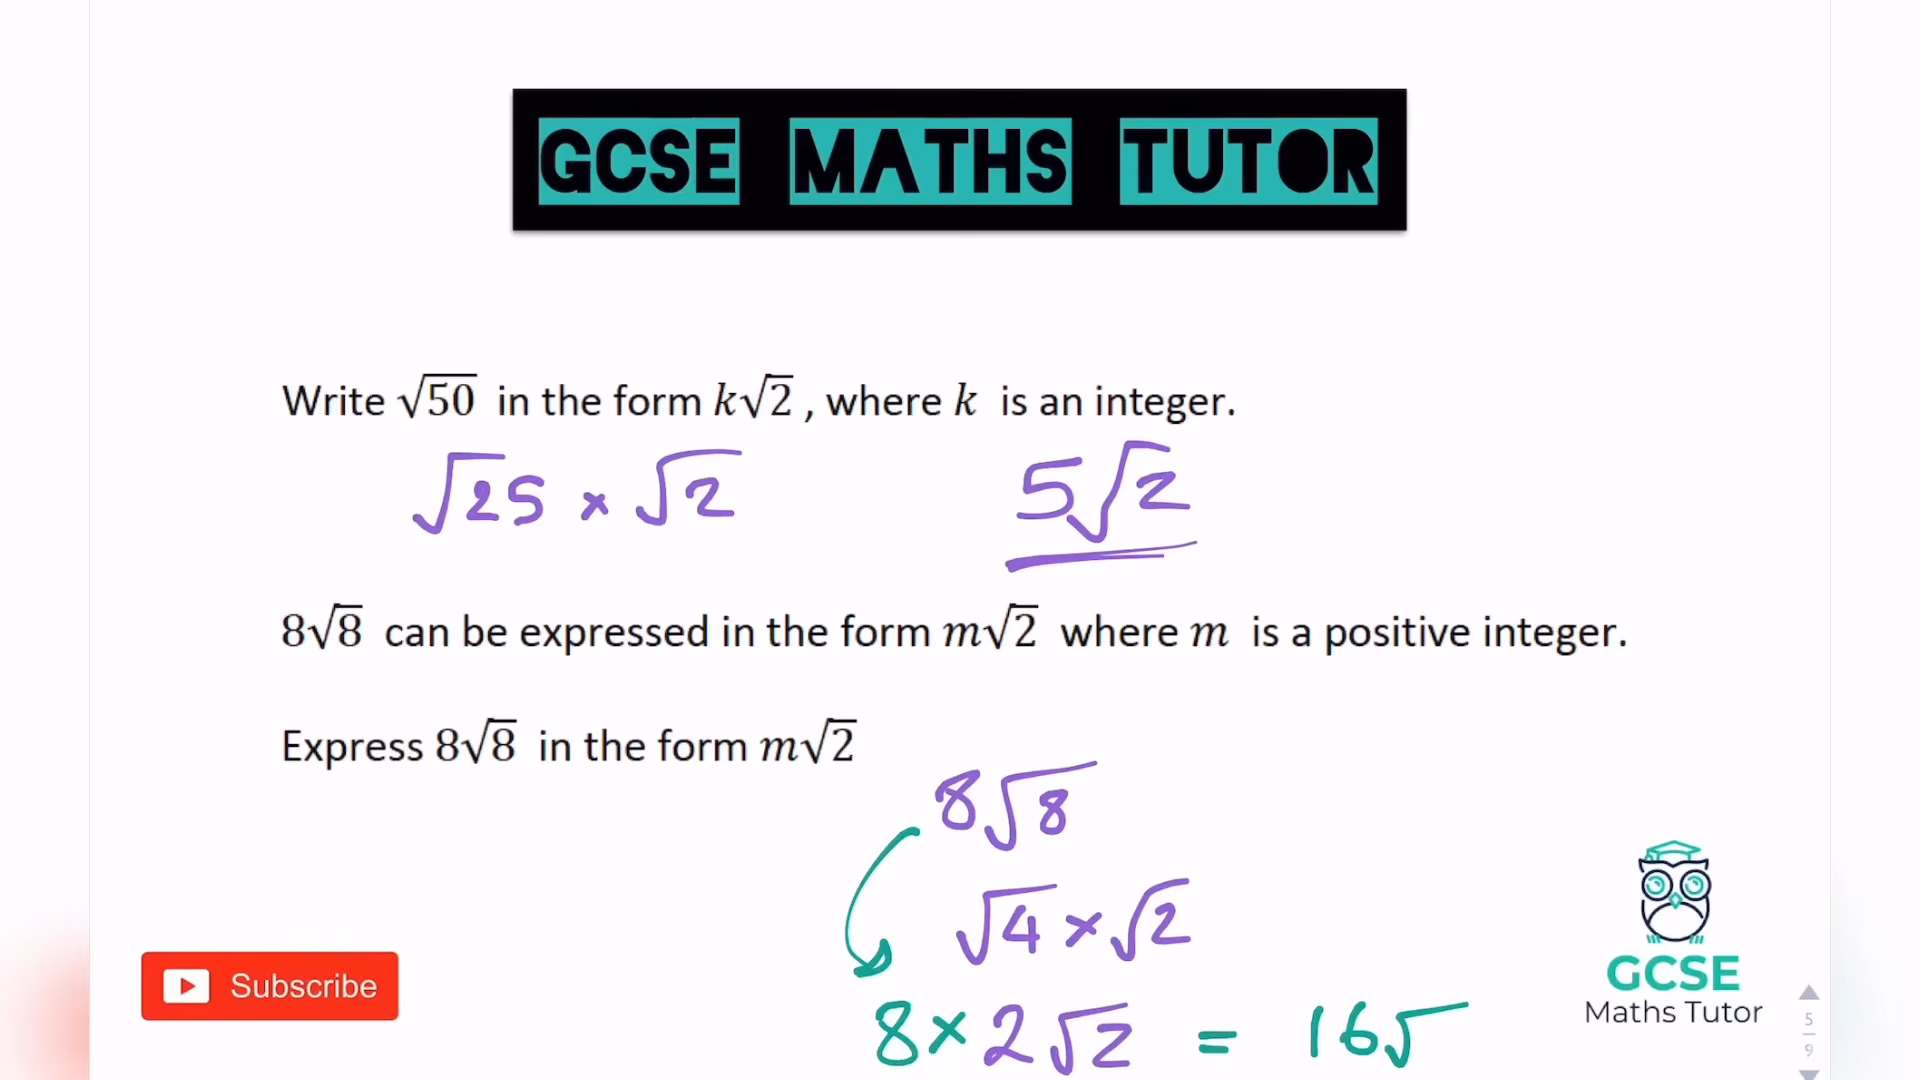 GCSE MATHS TUTOR
Write √50 in the form k√2 , where k is an integer.
√25 × √2 5√2
8√8 can be expressed in the form m√2 where m is a positive integer.
Express 8√8 in the form m√2
8√8
√4 × √2
8 × 2√2 = 16√
Subscribe
GCSE
Maths Tutor
5
9